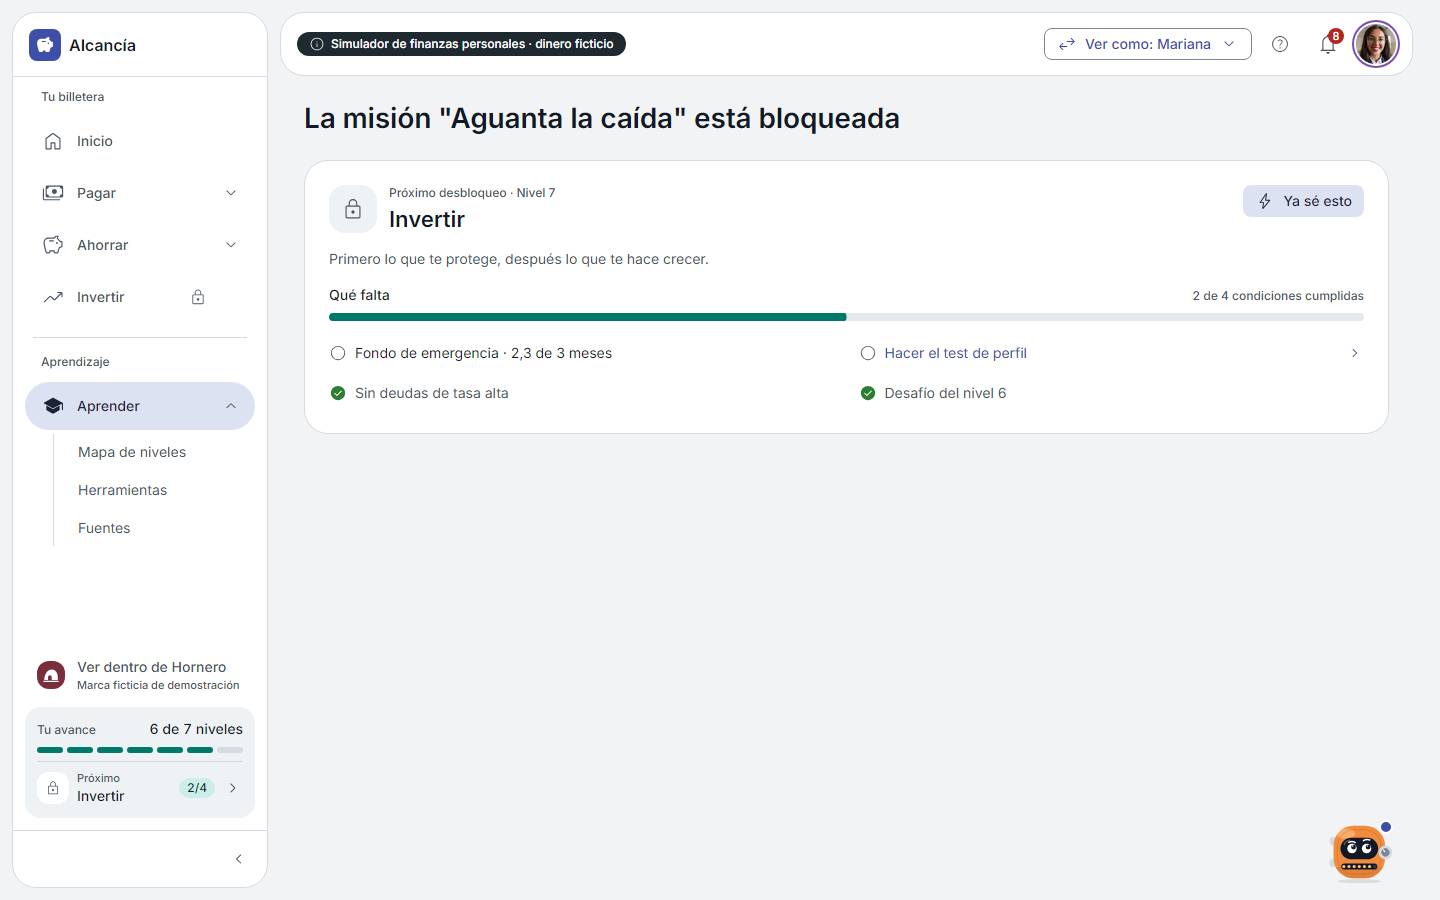 Alcancía
Tu billetera
Inicio
Pagar
Ahorrar
Invertir
Aprendizaje
Aprender
Mapa de niveles
Herramientas
Fuentes
Ver dentro de Hornero
Marca ficticia de demostración
Tu avance
6 de 7 niveles
Próximo
Invertir
2/4
Simulador de finanzas personales · dinero ficticio
Ver como: Mariana
8
La misión "Aguanta la caída" está bloqueada
Próximo desbloqueo · Nivel 7
Invertir
Ya sé esto
Primero lo que te protege, después lo que te hace crecer.
Qué falta
2 de 4 condiciones cumplidas
Fondo de emergencia · 2,3 de 3 meses
Hacer el test de perfil
Sin deudas de tasa alta
Desafío del nivel 6